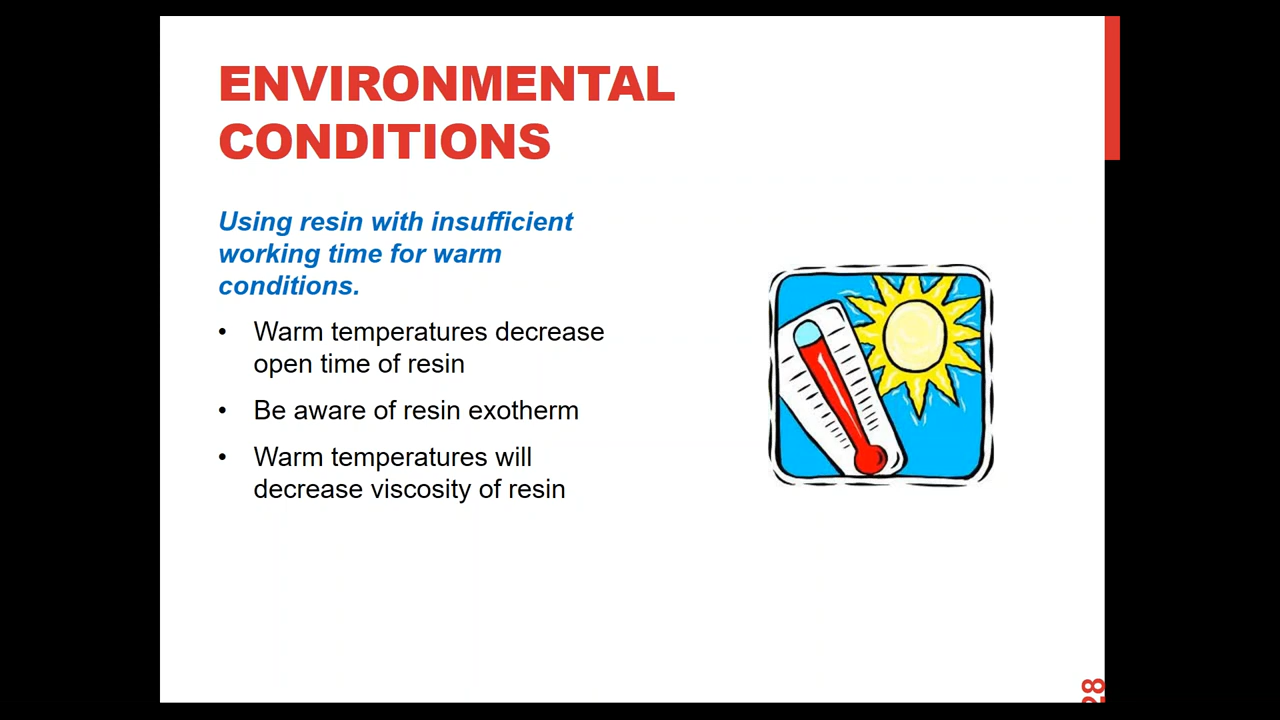 ENVIRONMENTAL
CONDITIONS
Using resin with insufficient
working time for warm
conditions.
• Warm temperatures decrease
open time of resin
• Be aware of resin exotherm
• Warm temperatures will
decrease viscosity of resin
28